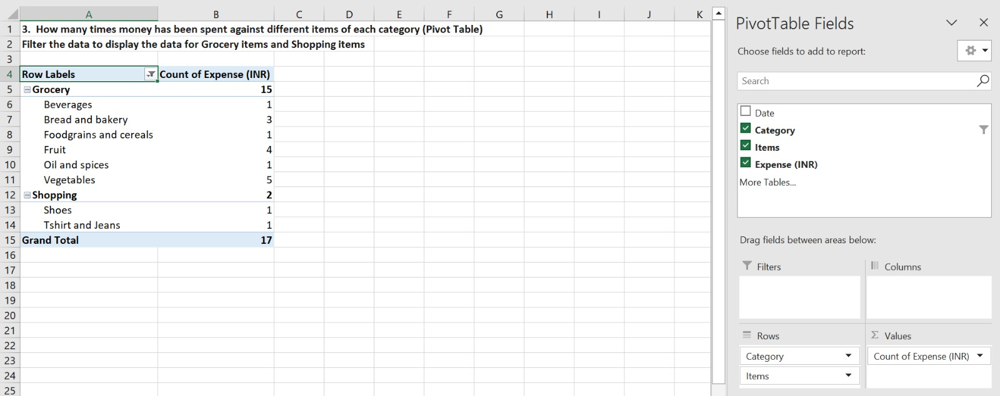 A B C D E F G H I J K
1 3.  How many times money has been spent against different items of each category (Pivot Table)
2 Filter the data to display the data for Grocery items and Shopping items
3
4 Row Labels Count of Expense (INR)
5 Grocery 15
6 Beverages 1
7 Bread and bakery 3
8 Foodgrains and cereals 1
9 Fruit 4
10 Oil and spices 1
11 Vegetables 5
12 Shopping 2
13 Shoes 1
14 Tshirt and Jeans 1
15 Grand Total 17
16
17
18
19
20
21
22
23
24
25
PivotTable Fields
Choose fields to add to report:
Search
Date
Category
Items
Expense (INR)
More Tables...
Drag fields between areas below:
Filters
Columns
Rows
Σ Values
Category
Count of Expense (INR)
Items